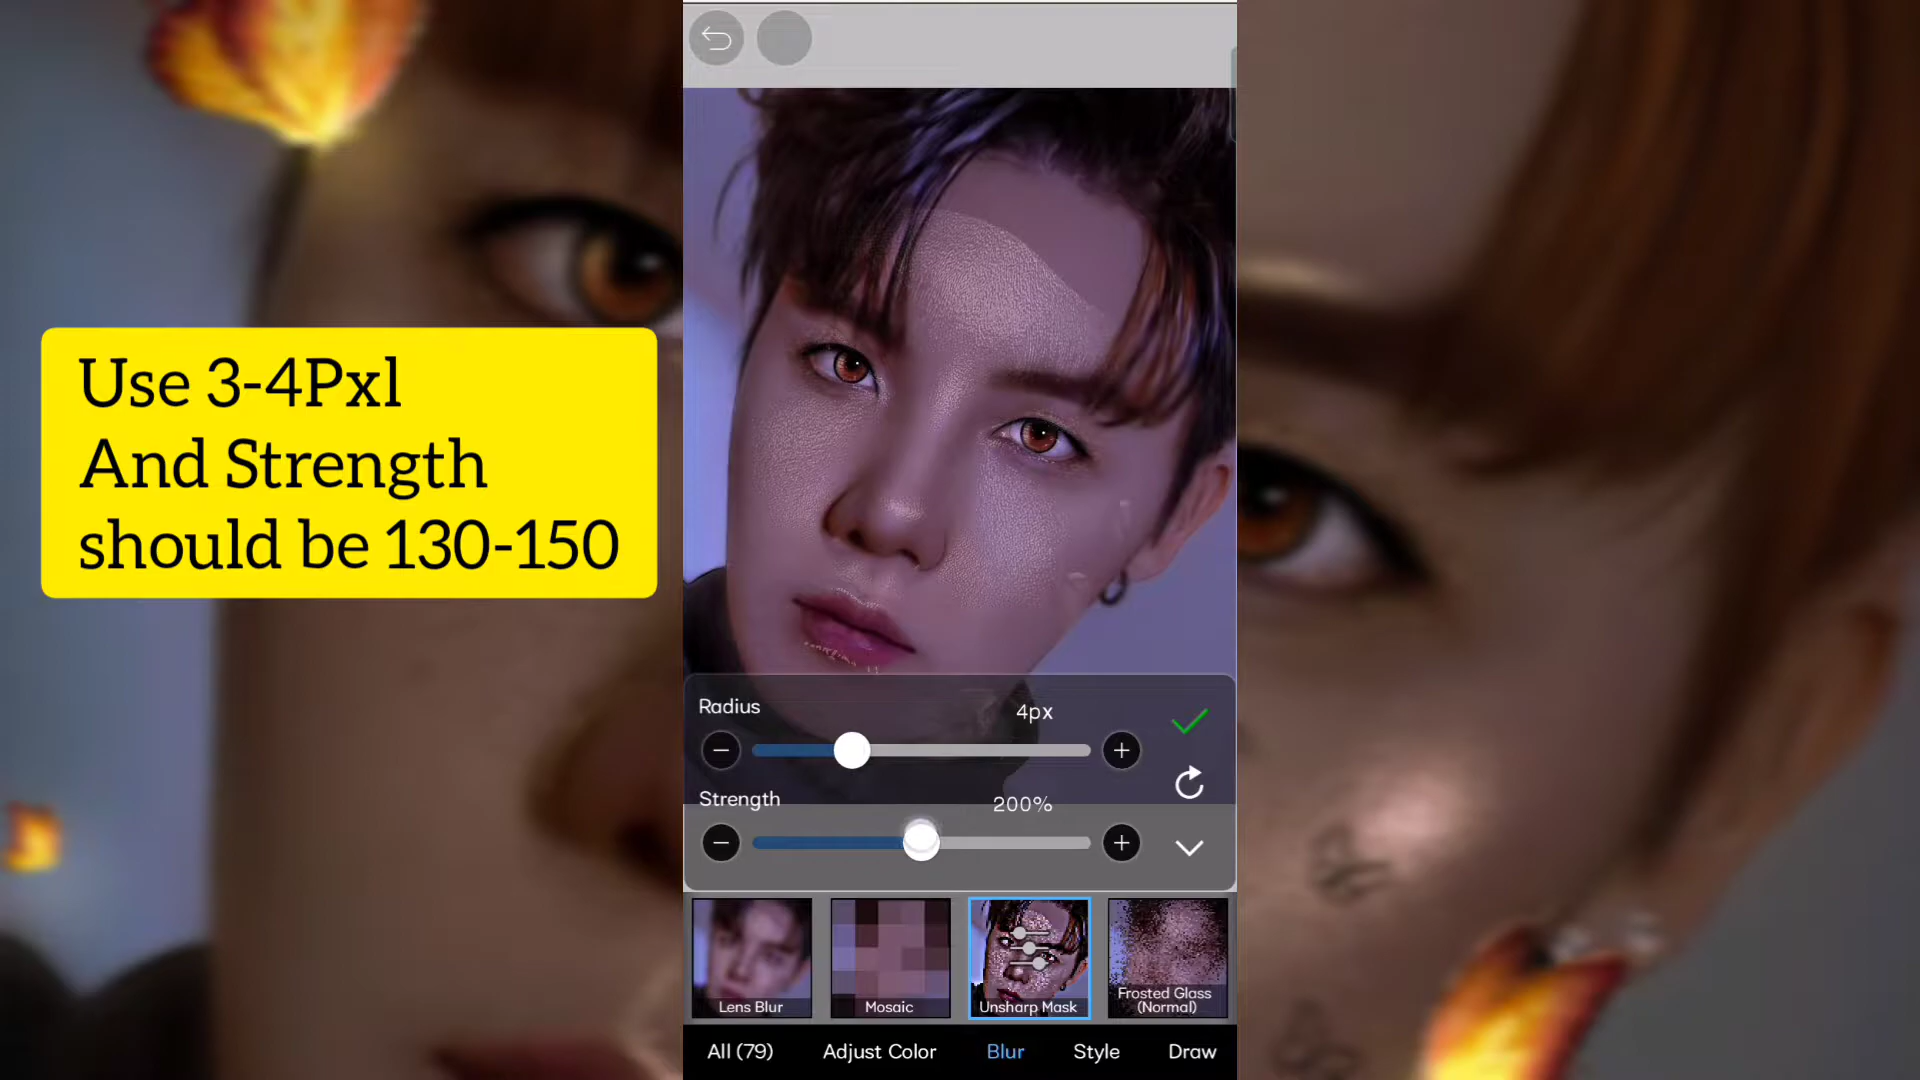 Use 3-4Pxl
And Strength
should be 130-150
Radius
4px
Strength
200%
Lens Blur
Mosaic
Unsharp Mask
Frosted Glass
(Normal)
All (79)
Adjust Color
Blur
Style
Draw